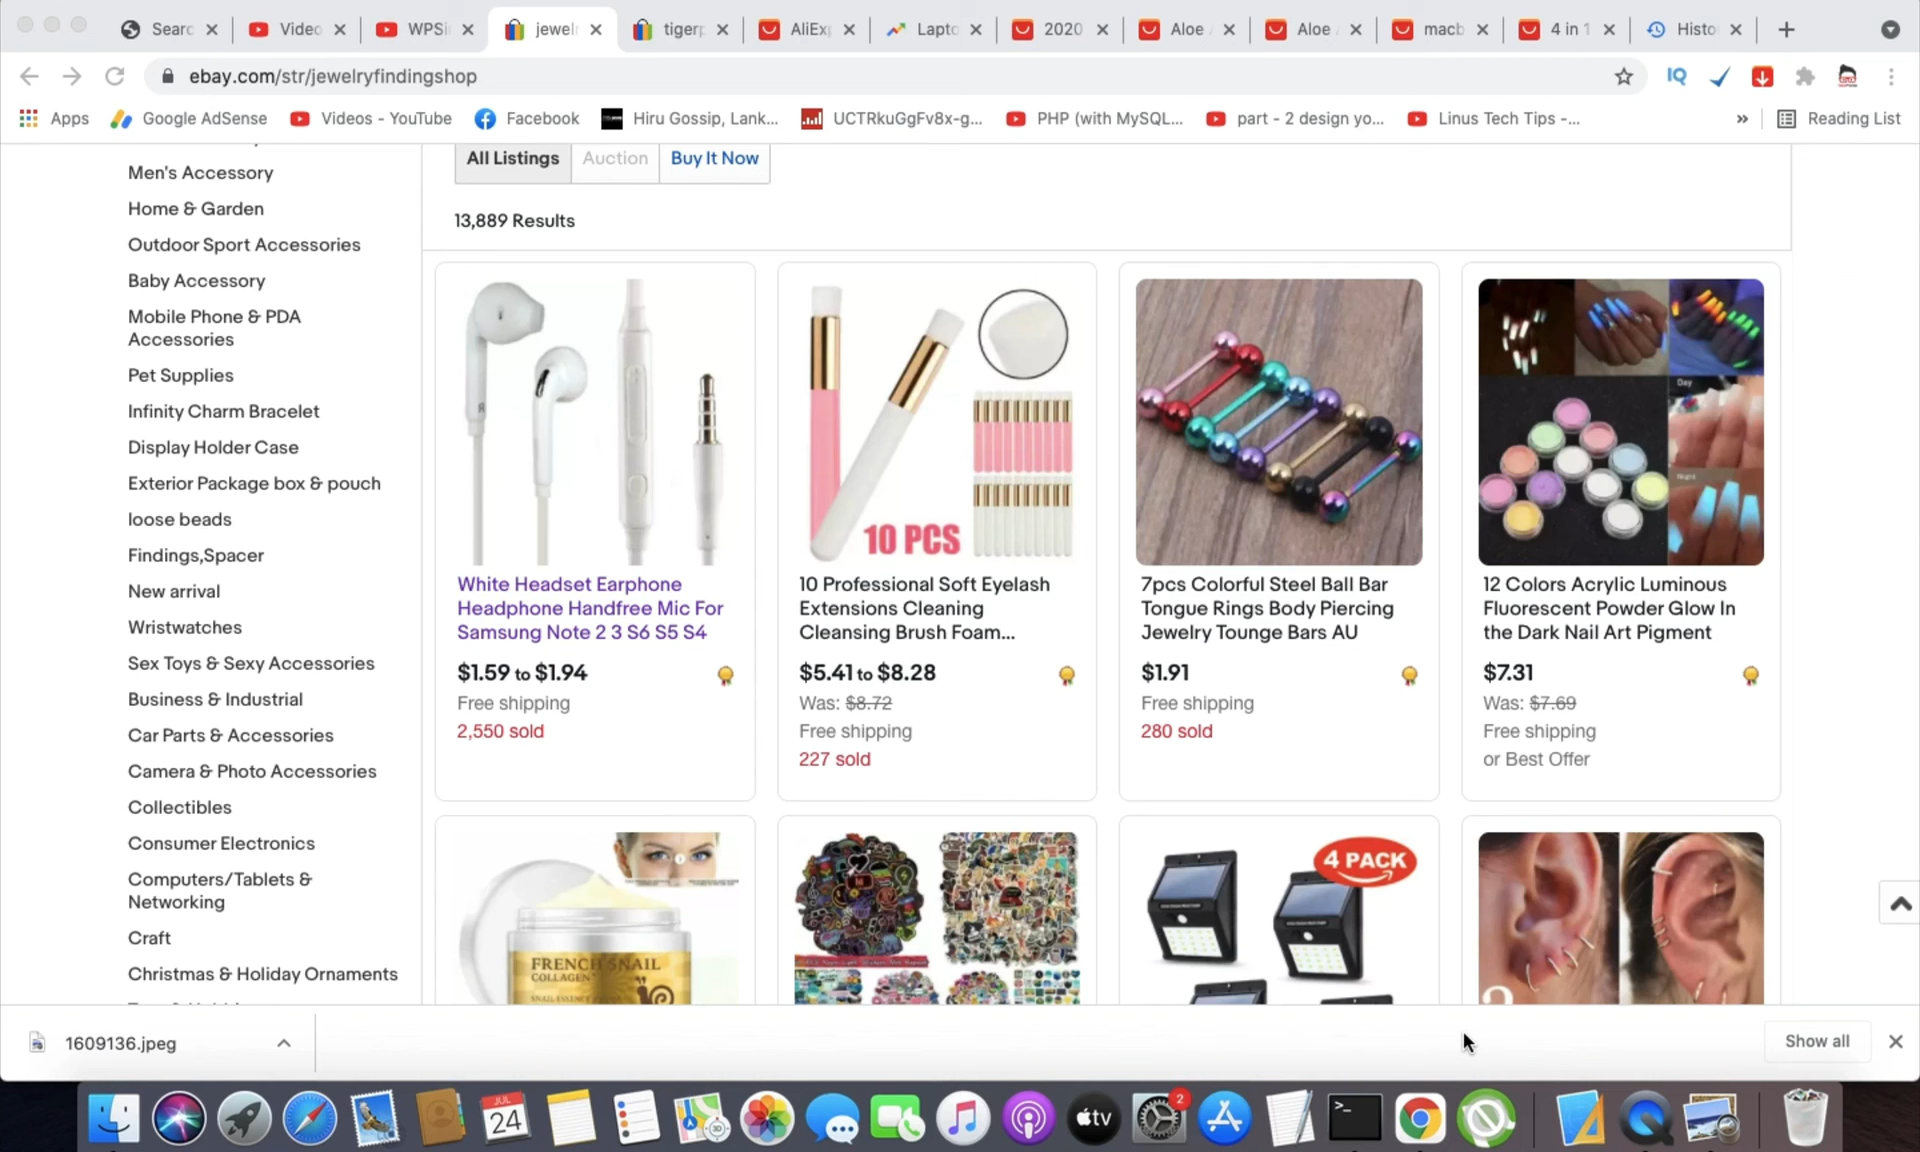 Searc
Video
WPSi
jewelr
tigerp
AliExp
Lapto
2020
Aloe
Aloe
macb
4 in 1
Histo
ebay.com/str/jewelryfindingshop
IQ
Apps
Google AdSense
Videos - YouTube
Facebook
Hiru Gossip, Lank...
UCTRkuGgFv8x-g...
PHP (with MySQL...
part - 2 design yo...
Linus Tech Tips -...
»
Reading List
Men's Accessory
Home & Garden
Outdoor Sport Accessories
Baby Accessory
Mobile Phone & PDA
Accessories
Pet Supplies
Infinity Charm Bracelet
Display Holder Case
Exterior Package box & pouch
loose beads
Findings,Spacer
New arrival
Wristwatches
Sex Toys & Sexy Accessories
Business & Industrial
Car Parts & Accessories
Camera & Photo Accessories
Collectibles
Consumer Electronics
Computers/Tablets &
Networking
Craft
Christmas & Holiday Ornaments
All Listings
Auction
Buy It Now
13,889 Results
White Headset Earphone
Headphone Handfree Mic For
Samsung Note 2 3 S6 S5 S4
$1.59 to $1.94
Free shipping
2,550 sold
10 PCS
10 Professional Soft Eyelash
Extensions Cleaning
Cleansing Brush Foam...
$5.41 to $8.28
Was: $8.72
Free shipping
227 sold
7pcs Colorful Steel Ball Bar
Tongue Rings Body Piercing
Jewelry Tounge Bars AU
$1.91
Free shipping
280 sold
Day
Night
12 Colors Acrylic Luminous
Fluorescent Powder Glow In
the Dark Nail Art Pigment
$7.31
Was: $7.69
Free shipping
or Best Offer
FRENCH SNAIL
COLLAGEN
4 PACK
1609136.jpeg
Show all
JUL
24
3D
tv
2
>_